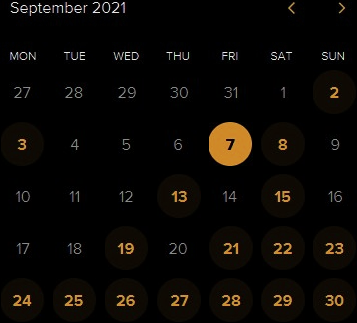 September 2021
MON TUE WED THU FRI SAT SUN
27 28 29 30 31 1 2
3 4 5 6 7 8 9
10 11 12 13 14 15 16
17 18 19 20 21 22 23
24 25 26 27 28 29 30